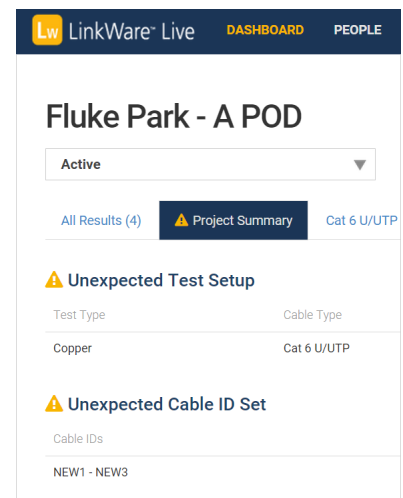 Lw LinkWare™ Live DASHBOARD PEOPLE
Fluke Park - A POD
Active
All Results (4) Project Summary Cat 6 U/UTP
Unexpected Test Setup
Test Type Cable Type
Copper Cat 6 U/UTP
Unexpected Cable ID Set
Cable IDs
NEW1 - NEW3